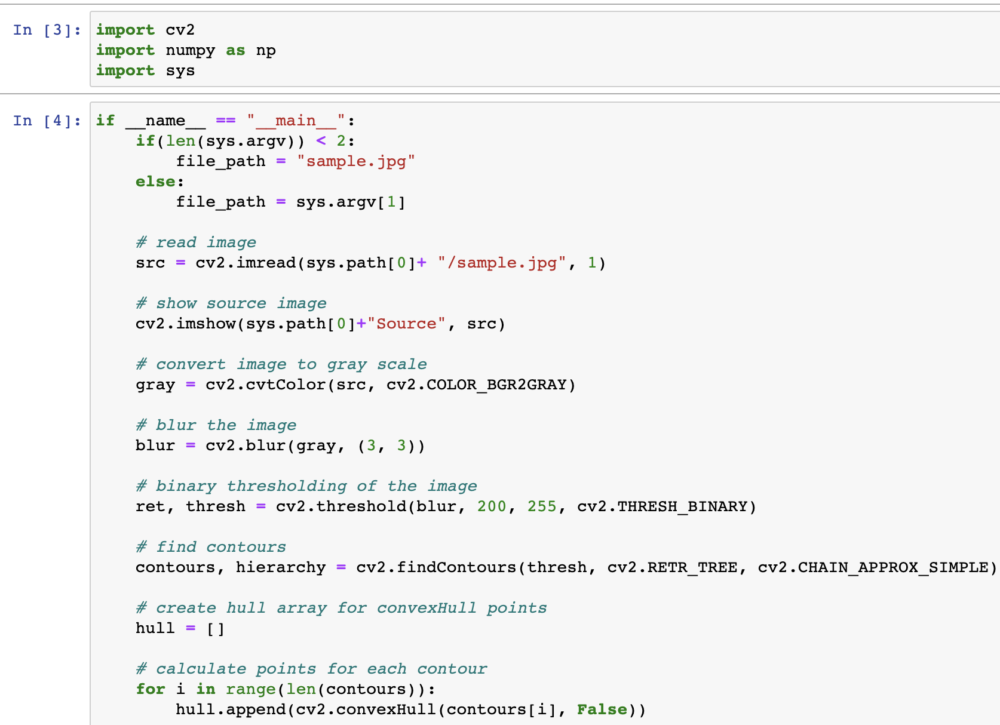 In [3]: import cv2
import numpy as np
import sys
In [4]: if __name__ == "__main__":
    if(len(sys.argv)) < 2:
        file_path = "sample.jpg"
    else:
        file_path = sys.argv[1]
    # read image
    src = cv2.imread(sys.path[0]+ "/sample.jpg", 1)
    # show source image
    cv2.imshow(sys.path[0]+"Source", src)
    # convert image to gray scale
    gray = cv2.cvtColor(src, cv2.COLOR_BGR2GRAY)
    # blur the image
    blur = cv2.blur(gray, (3, 3))
    # binary thresholding of the image
    ret, thresh = cv2.threshold(blur, 200, 255, cv2.THRESH_BINARY)
    # find contours
    contours, hierarchy = cv2.findContours(thresh, cv2.RETR_TREE, cv2.CHAIN_APPROX_SIMPLE)
    # create hull array for convexHull points
    hull = []
    # calculate points for each contour
    for i in range(len(contours)):
        hull.append(cv2.convexHull(contours[i], False))